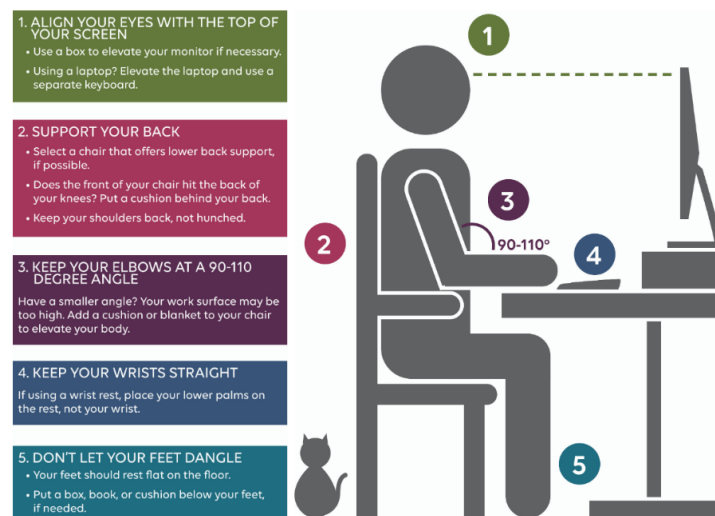 1. ALIGN YOUR EYES WITH THE TOP OF
YOUR SCREEN
• Use a box to elevate your monitor if necessary.
• Using a laptop? Elevate the laptop and use a
separate keyboard.
2. SUPPORT YOUR BACK
• Select a chair that offers lower back support,
if possible.
• Does the front of your chair hit the back of
your knees? Put a cushion behind your back.
• Keep your shoulders back, not hunched.
3. KEEP YOUR ELBOWS AT A 90-110
DEGREE ANGLE
Have a smaller angle? Your work surface may be
too high. Add a cushion or blanket to your chair
to elevate your body.
4. KEEP YOUR WRISTS STRAIGHT
If using a wrist rest, place your lower palms on
the rest, not your wrist.
5. DON'T LET YOUR FEET DANGLE
• Your feet should rest flat on the floor.
• Put a box, book, or cushion below your feet,
if needed.
1
3
90-110°
2
4
5